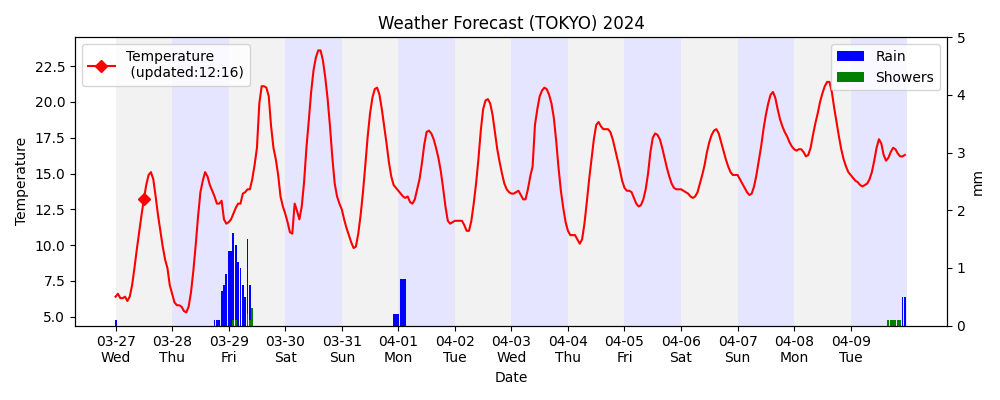 Weather Forecast (TOKYO) 2024
Temperature
(updated:12:16)
Rain
Showers
Temperature
22.5
20.0
17.5
15.0
12.5
10.0
7.5
5.0
5
4
3
2
1
0
mm
03-27 03-28 03-29 03-30 03-31 04-01 04-02 04-03 04-04 04-05 04-06 04-07 04-08 04-09
Wed Thu Fri Sat Sun Mon Tue Wed Thu Fri Sat Sun Mon Tue
Date